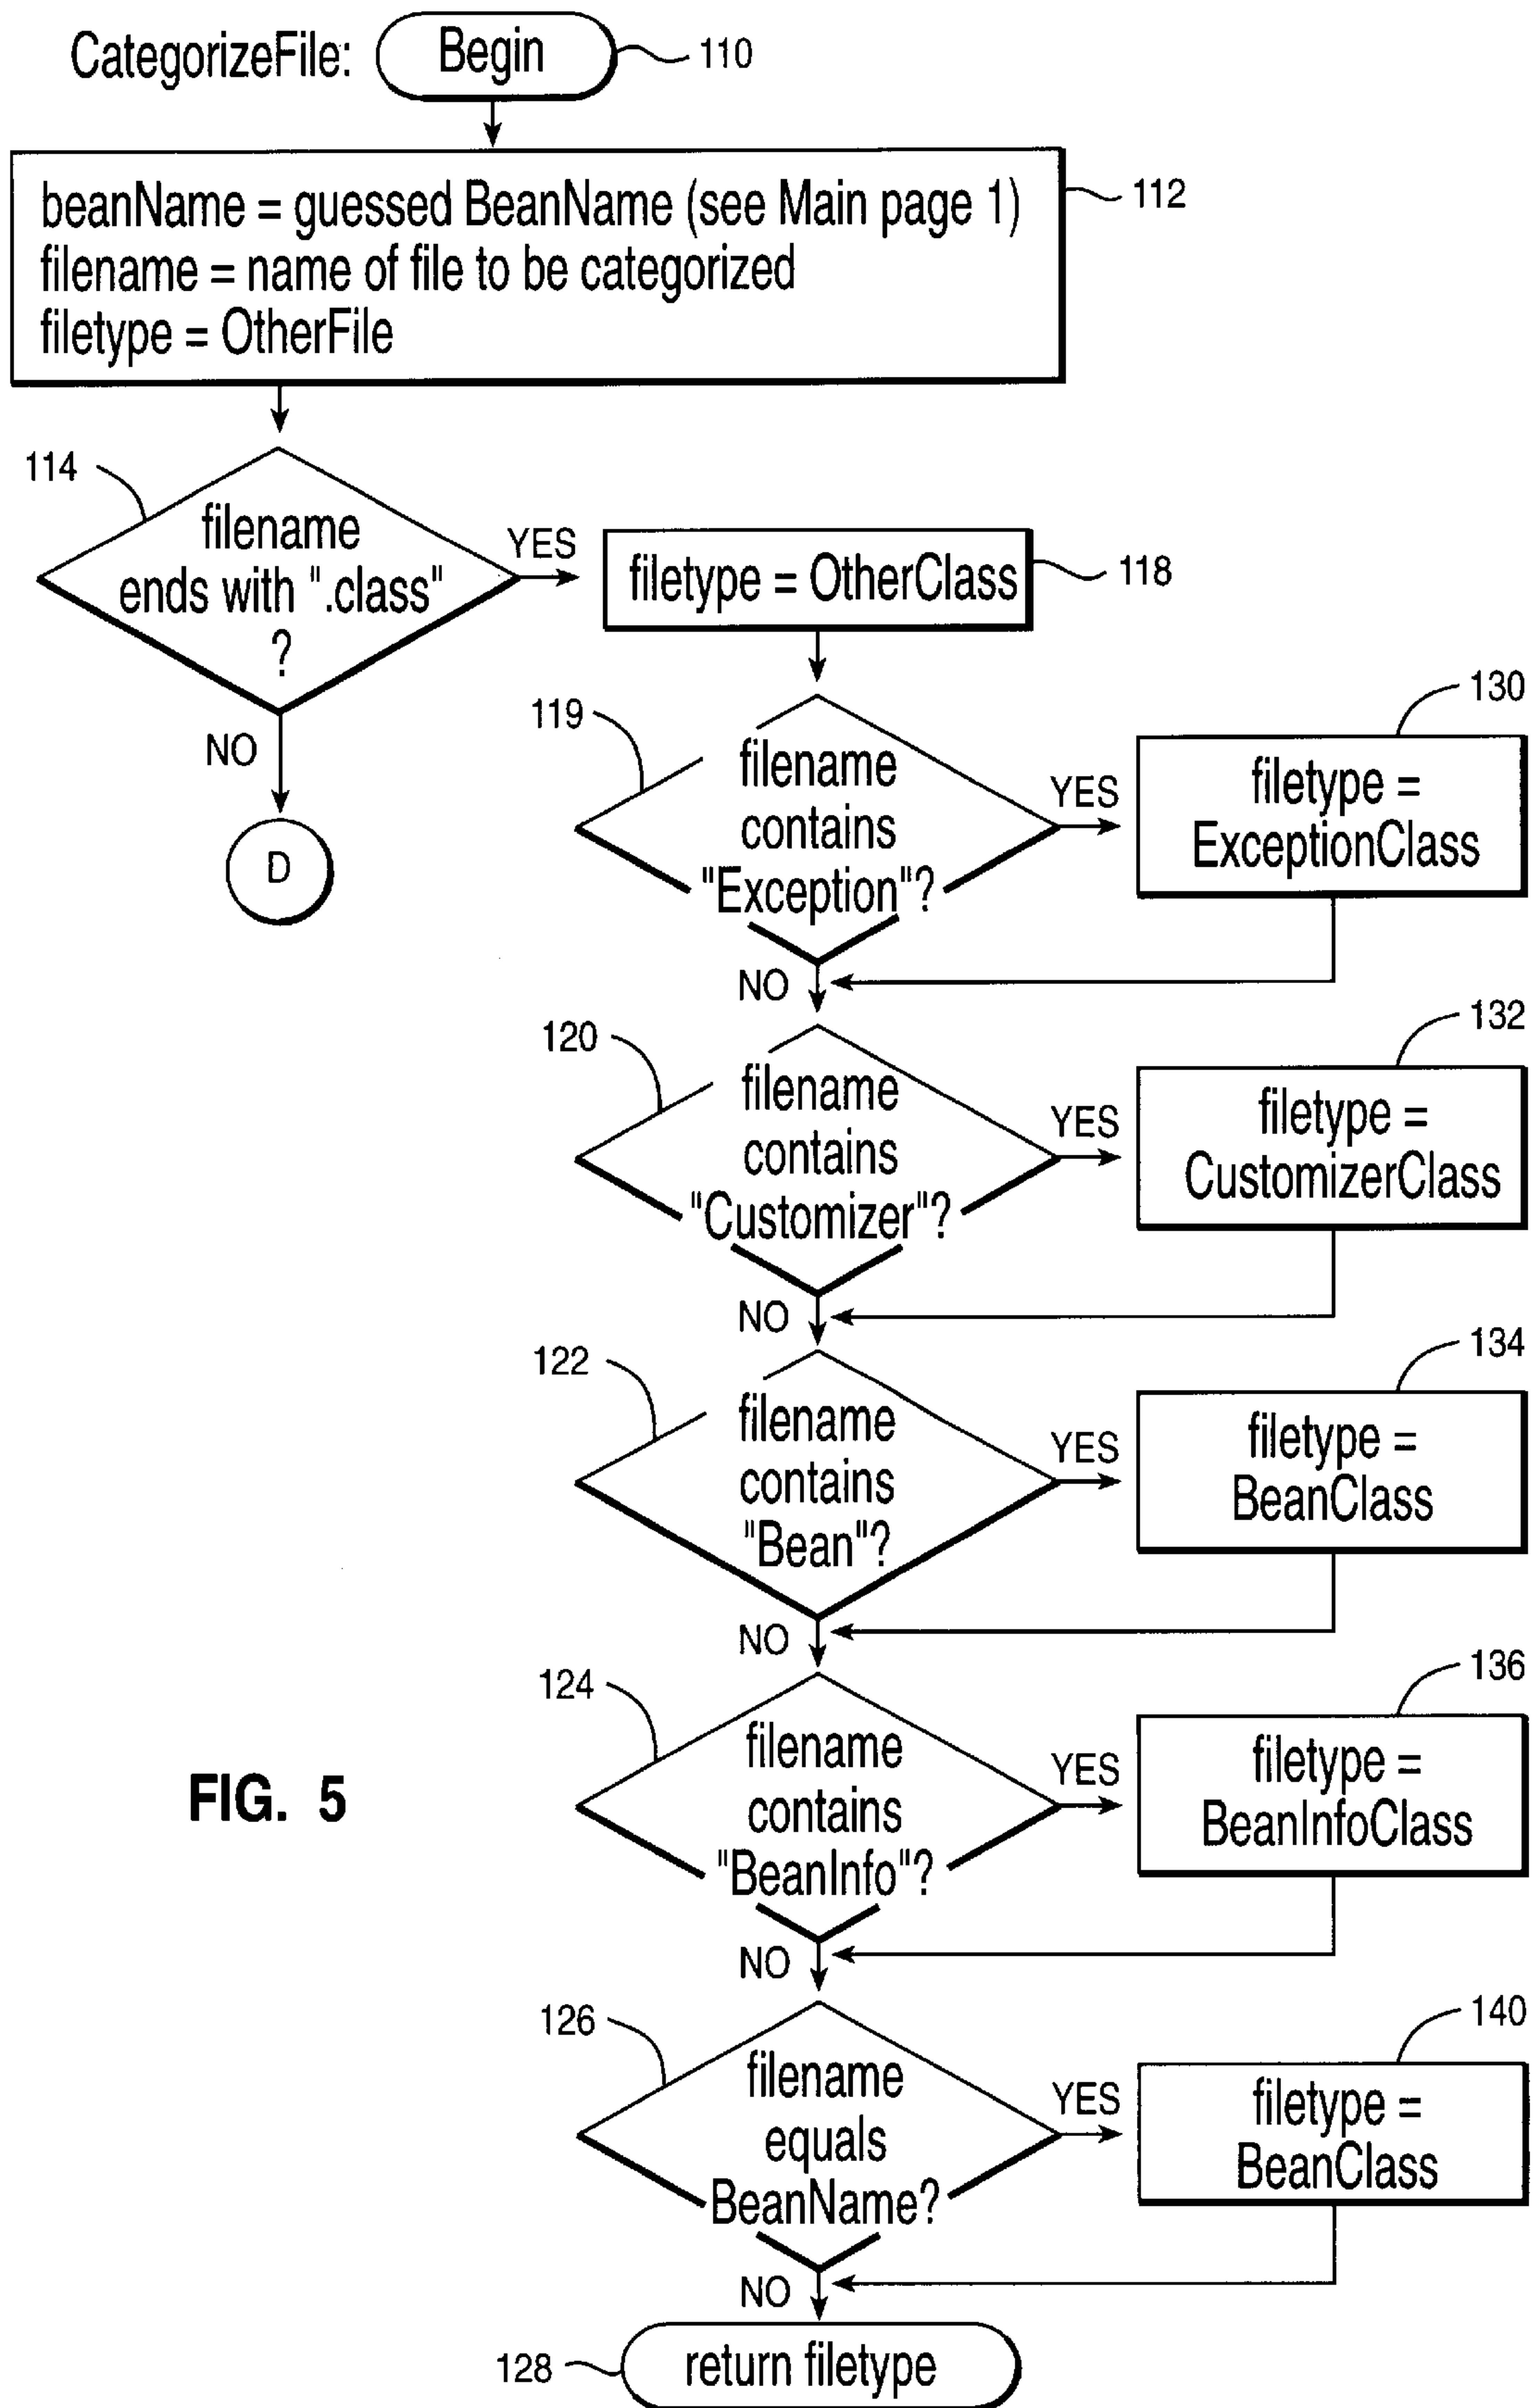 CategorizeFile:
Begin
110
beanName = guessed BeanName (see Main page 1)
filename = name of file to be categorized
filetype = OtherFile
112
114
filename
ends with ".class"
?
YES
filetype = OtherClass
118
NO
D
119
filename
contains
"Exception"?
YES
130
filetype =
ExceptionClass
NO
120
filename
contains
"Customizer"?
YES
132
filetype =
CustomizerClass
NO
122
filename
contains
"Bean"?
YES
134
filetype =
BeanClass
NO
124
filename
contains
"BeanInfo"?
YES
136
filetype =
BeanInfoClass
FIG. 5
NO
126
filename
equals
BeanName?
YES
140
filetype =
BeanClass
NO
128
return filetype